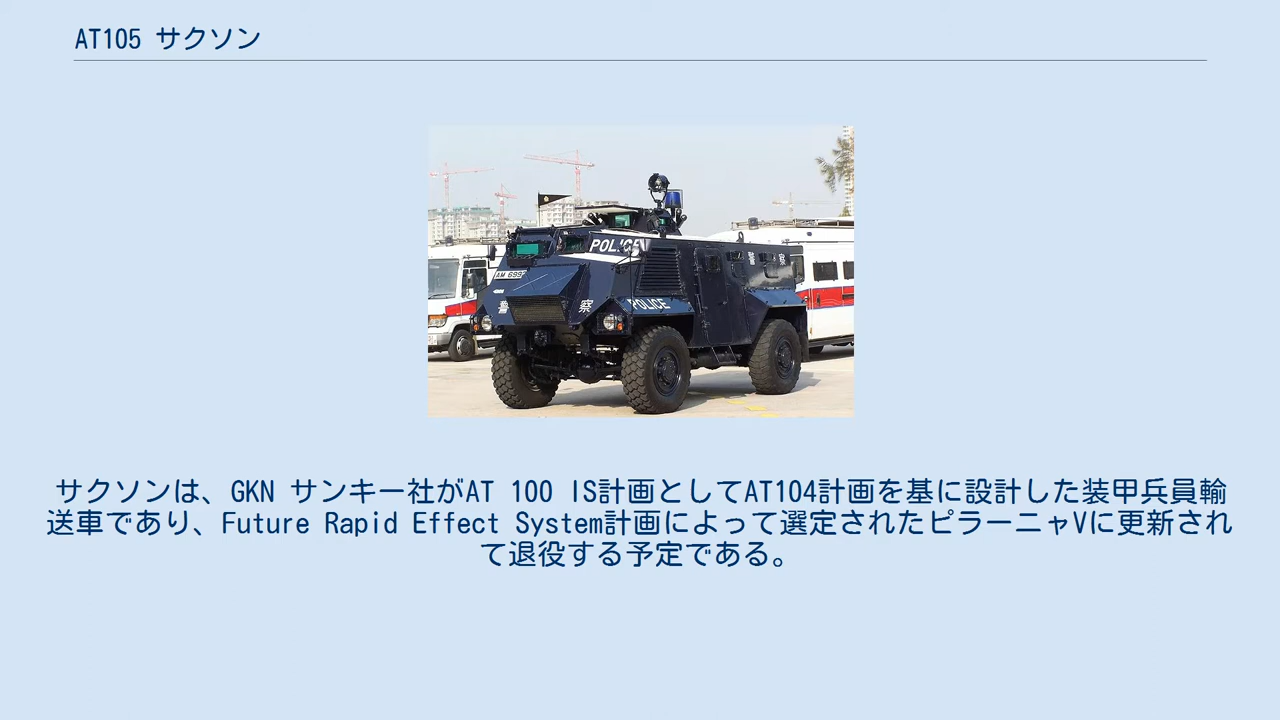 AT105 サクソン
POLICE
AM 6992
警
察
POLICE
サクソンは、GKN サンキー社がAT 100 IS計画としてAT104計画を基に設計した装甲兵員輸
送車であり、Future Rapid Effect System計画によって選定されたピラーニャVに更新され
て退役する予定である。